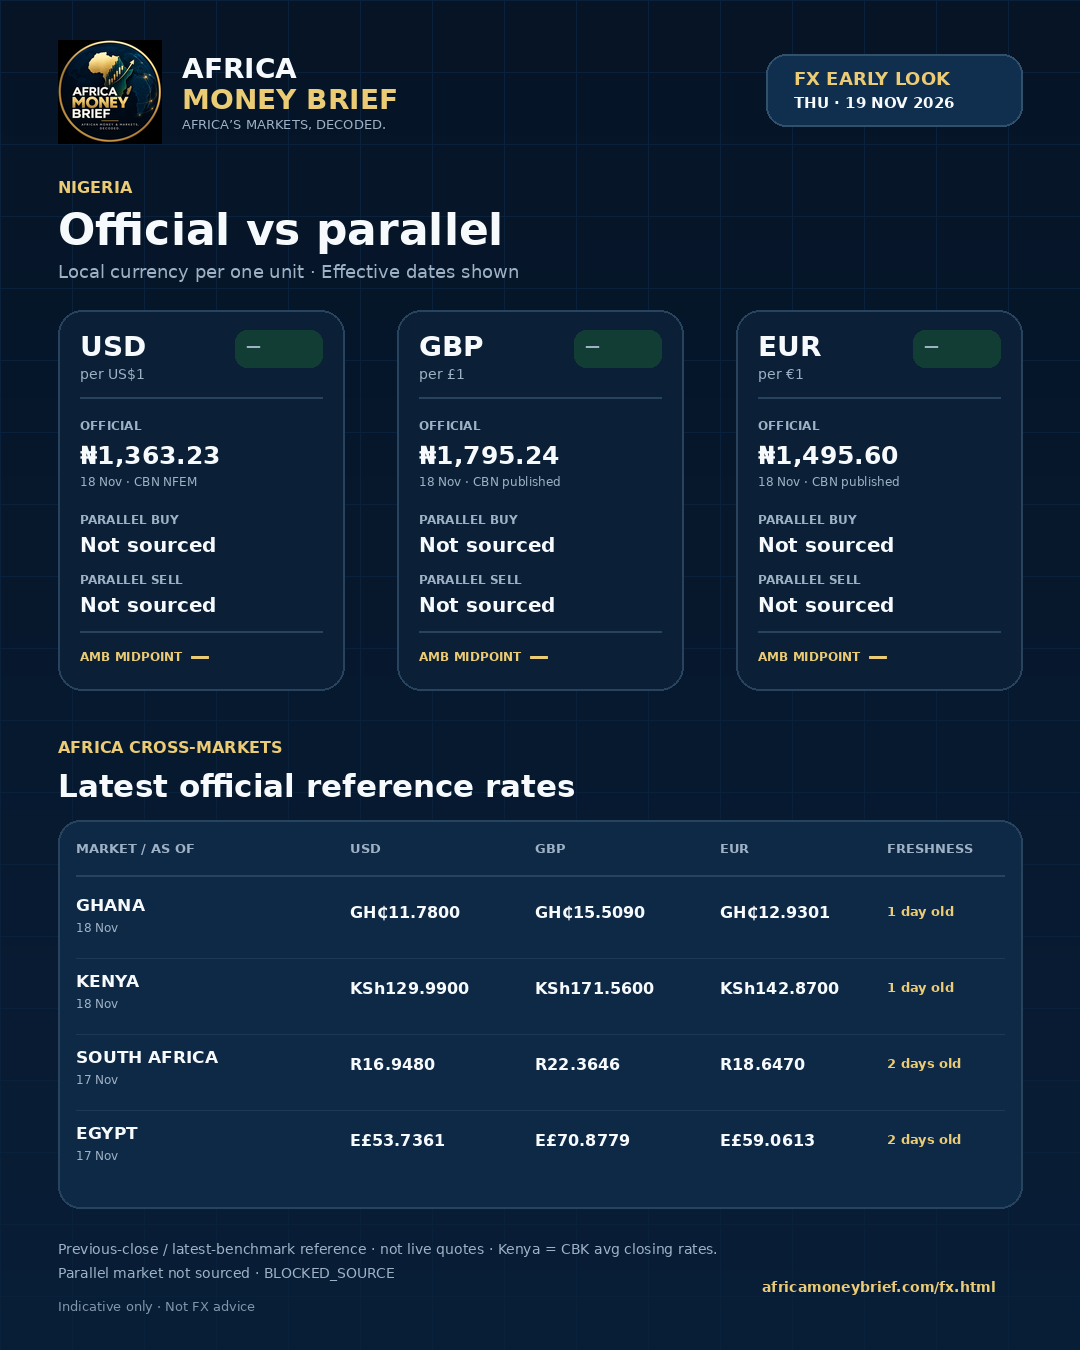 AFRICA
MONEY
BRIEF
AFRICAN MONEY & MARKETS
DECODED
AFRICA
MONEY BRIEF
AFRICA’S MARKETS, DECODED.
FX EARLY LOOK
THU · 19 NOV 2026
NIGERIA
Official vs parallel
Local currency per one unit · Effective dates shown
USD
—
per US$1
OFFICIAL
₦1,363.23
18 Nov · CBN NFEM
PARALLEL BUY
Not sourced
PARALLEL SELL
Not sourced
AMB MIDPOINT —
GBP
—
per £1
OFFICIAL
₦1,795.24
18 Nov · CBN published
PARALLEL BUY
Not sourced
PARALLEL SELL
Not sourced
AMB MIDPOINT —
EUR
—
per €1
OFFICIAL
₦1,495.60
18 Nov · CBN published
PARALLEL BUY
Not sourced
PARALLEL SELL
Not sourced
AMB MIDPOINT —
AFRICA CROSS-MARKETS
Latest official reference rates
MARKET / AS OF USD GBP EUR FRESHNESS
GHANA GH₵11.7800 GH₵15.5090 GH₵12.9301 1 day old
18 Nov
KENYA KSh129.9900 KSh171.5600 KSh142.8700 1 day old
18 Nov
SOUTH AFRICA R16.9480 R22.3646 R18.6470 2 days old
17 Nov
EGYPT E£53.7361 E£70.8779 E£59.0613 2 days old
17 Nov
Previous-close / latest-benchmark reference · not live quotes · Kenya = CBK avg closing rates.
Parallel market not sourced · BLOCKED_SOURCE
africamoneybrief.com/fx.html
Indicative only · Not FX advice